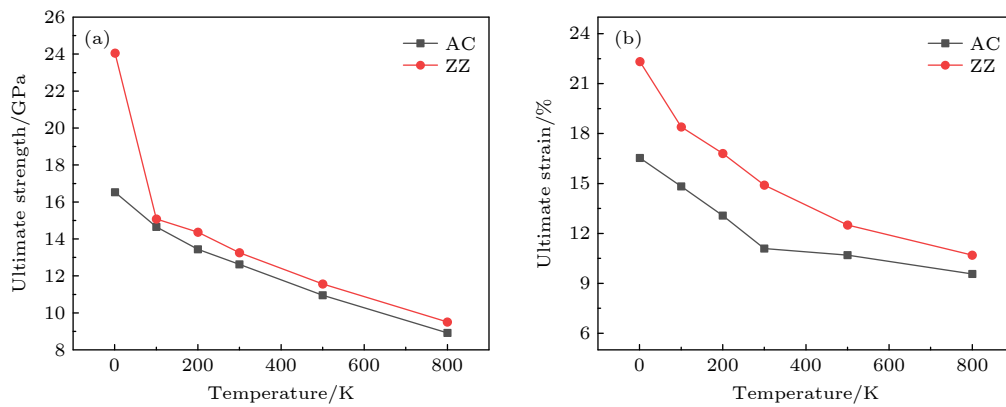 (a)
AC
ZZ
26
24
22
20
18
16
14
12
10
8
Ultimate strength/GPa
0
200
400
600
800
Temperature/K
(b)
AC
ZZ
24
21
18
15
12
9
6
Ultimate strain/%
0
200
400
600
800
Temperature/K